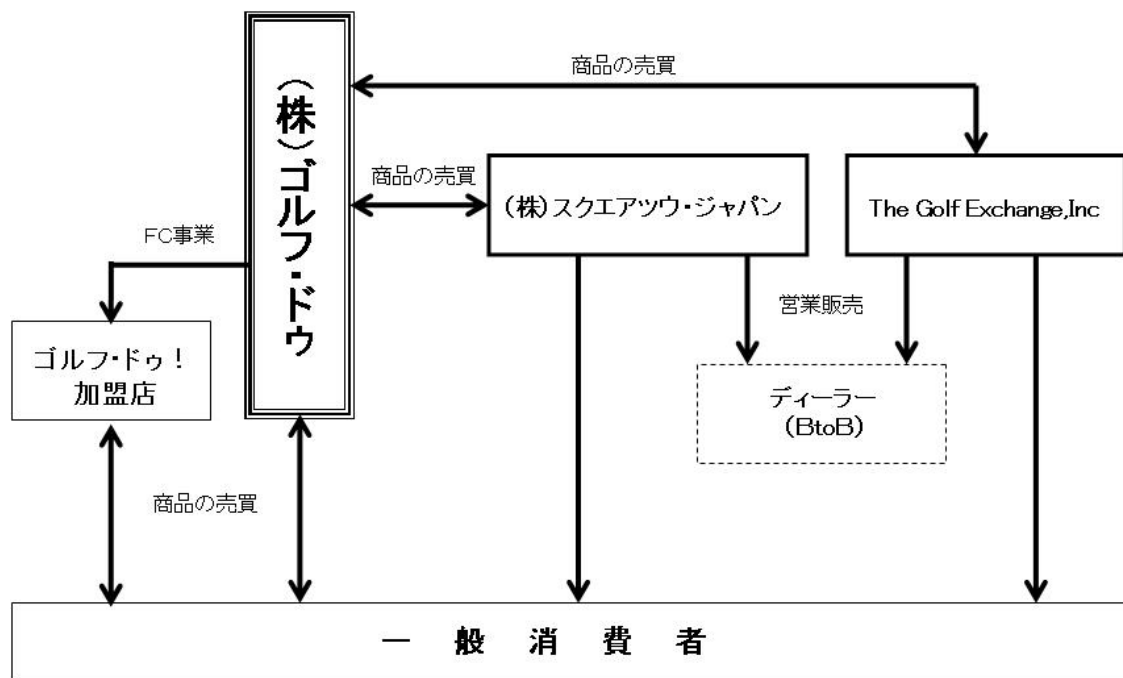 商品の売買
(株)ゴルフ・ドゥ
商品の売買
(株)スクエアツウ・ジャパン
The Golf Exchange,Inc
FC事業
営業販売
ゴルフ・ドゥ!
加盟店
ディーラー
(BtoB)
商品の売買
一般消費者